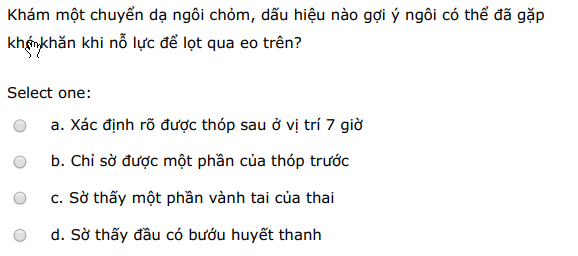 Khám một chuyển dạ ngôi chỏm, dấu hiệu nào gợi ý ngôi có thể đã gặp
khó khăn khi nỗ lực để lọt qua eo trên?
Select one:
a. Xác định rõ được thóp sau ở vị trí 7 giờ
b. Chỉ sờ được một phần của thóp trước
c. Sờ thấy một phần vành tai của thai
d. Sờ thấy đầu có bướu huyết thanh